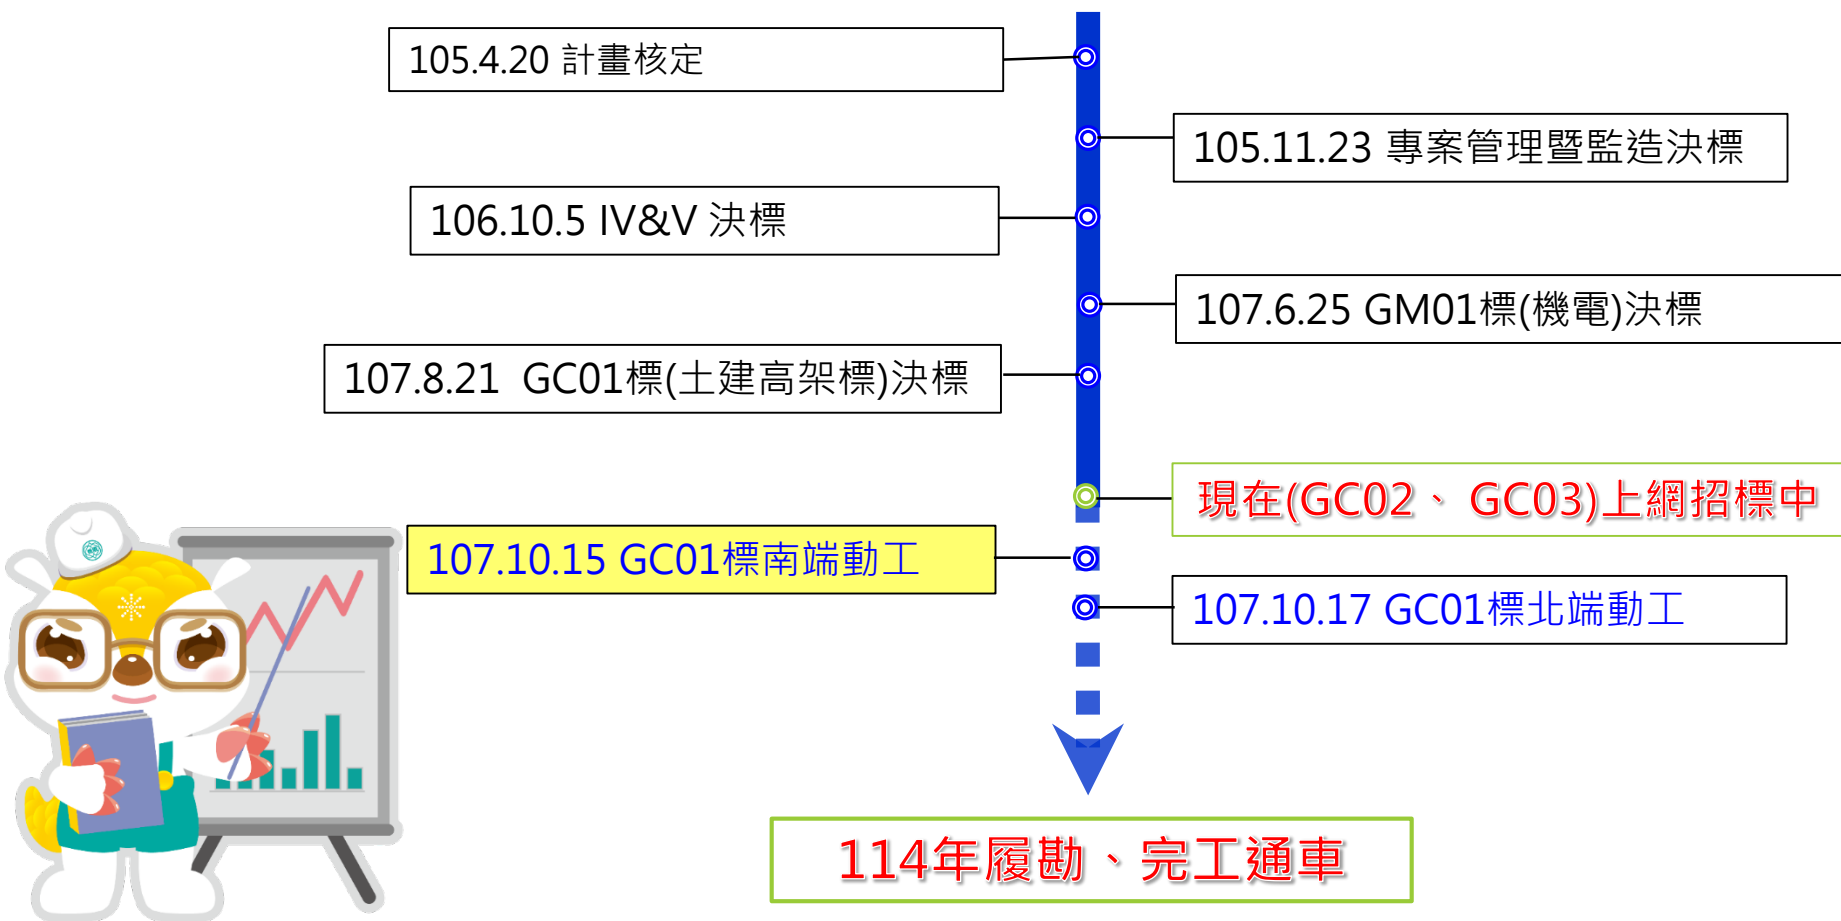 105.4.20 計畫核定
105.11.23 專案管理暨監造決標
106.10.5 IV&V 決標
107.6.25 GM01標(機電)決標
107.8.21 GC01標(土建高架標)決標
現在(GC02、GC03)上網招標中
107.10.15 GC01標南端動工
107.10.17 GC01標北端動工
114年履勘、完工通車